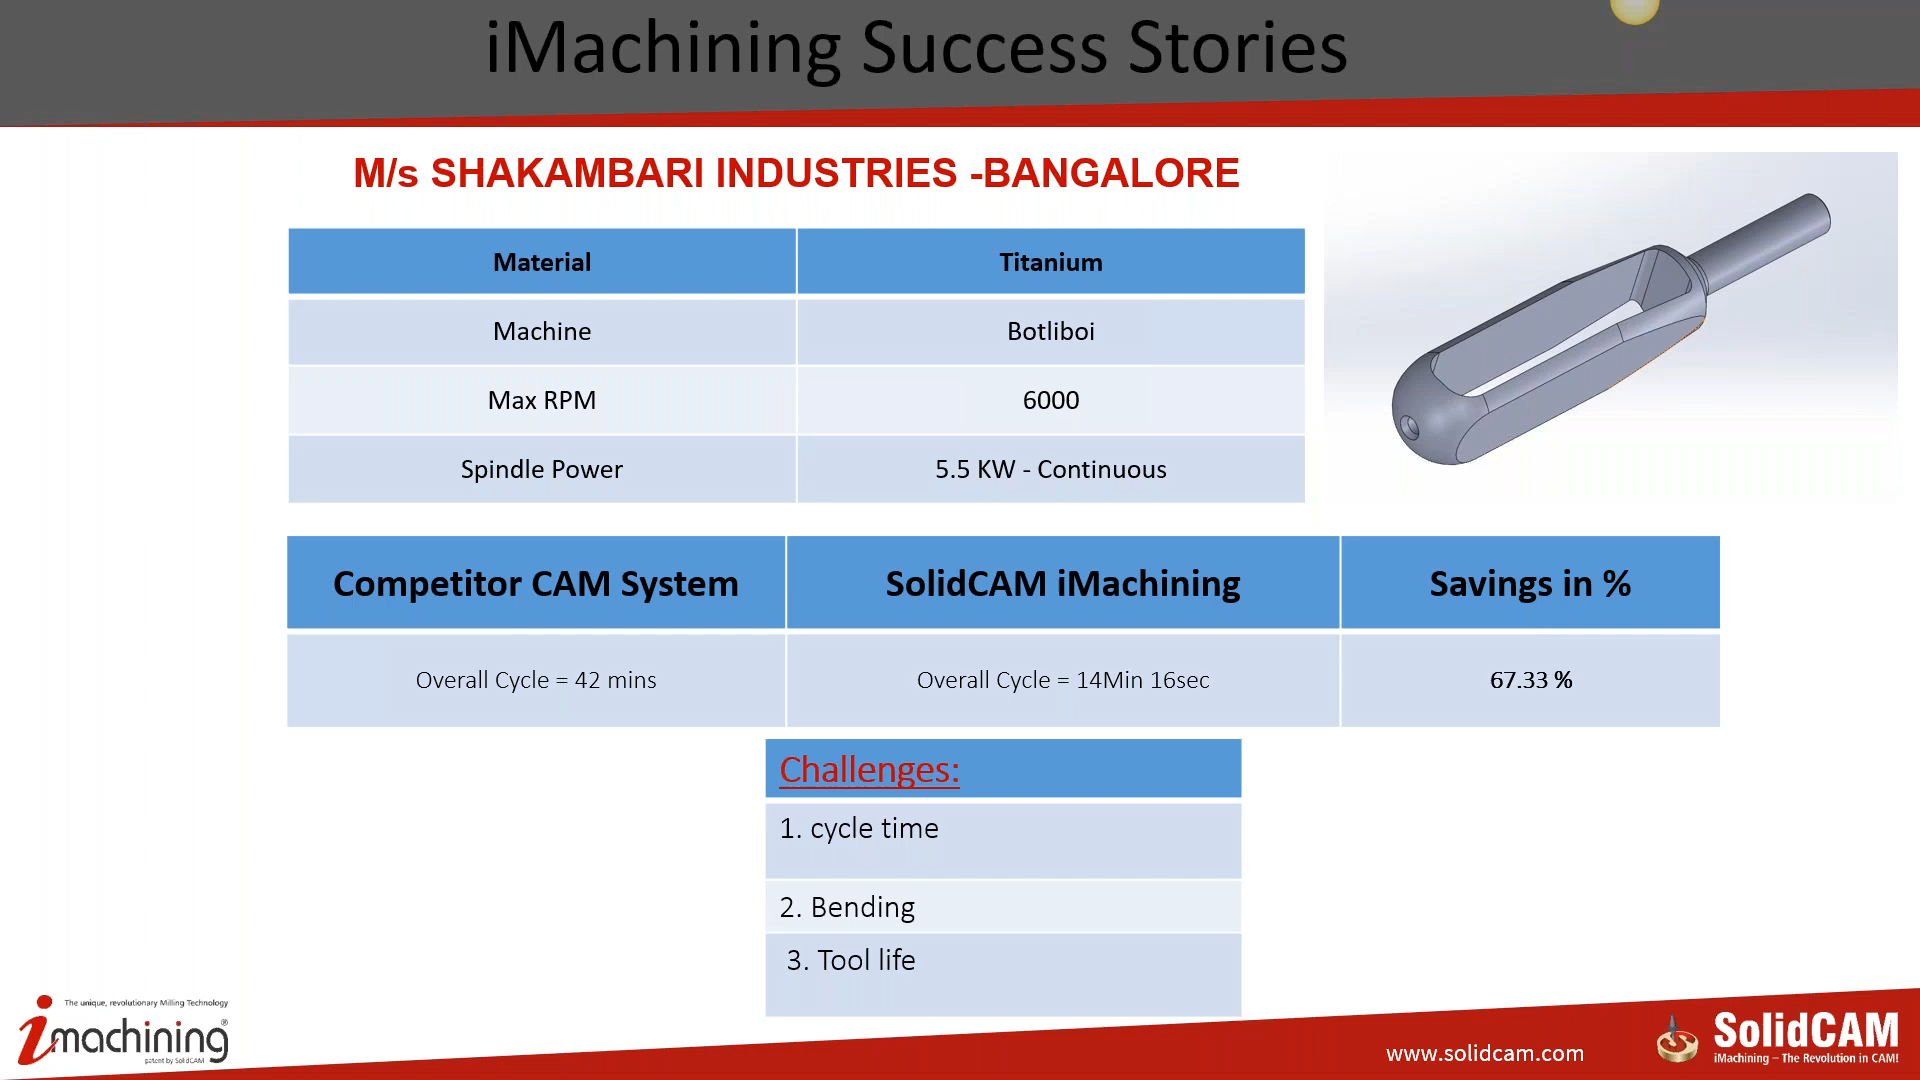 iMachining Success Stories
M/s SHAKAMBARI INDUSTRIES -BANGALORE
Material Titanium
Machine Botliboi
Max RPM 6000
Spindle Power 5.5 KW - Continuous
Competitor CAM System SolidCAM iMachining Savings in %
Overall Cycle = 42 mins Overall Cycle = 14Min 16sec 67.33 %
Challenges:
1. cycle time
2. Bending
3. Tool life
The unique, revolutionary Milling Technology
imachining®
patent by SolidCAM
www.solidcam.com
SolidCAM
iMachining – The Revolution in CAM!